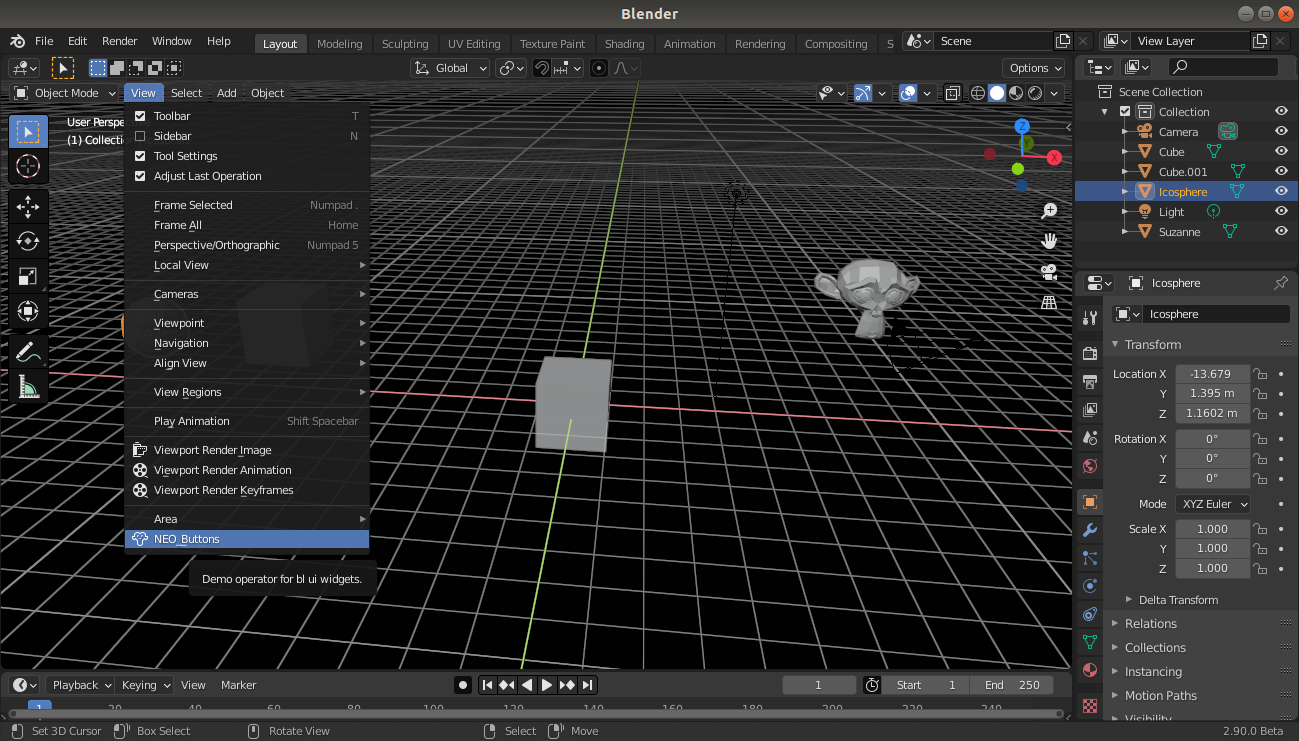 Blender
File Edit Render Window Help Layout Modeling Sculpting UV Editing Texture Paint Shading Animation Rendering Compositing S Scene View Layer
Global Options
Object Mode View Select Add Object
User Perspe
(1) Collecti
Toolbar T
Sidebar N
Tool Settings
Adjust Last Operation
Frame Selected Numpad .
Frame All Home
Perspective/Orthographic Numpad 5
Local View
Cameras
Viewpoint
Navigation
Align View
View Regions
Play Animation Shift Spacebar
Viewport Render Image
Viewport Render Animation
Viewport Render Keyframes
Area
NEO_Buttons
Demo operator for bl ui widgets.
Z
X
Scene Collection
Collection
Camera
Cube
Cube.001
Icosphere
Light
Suzanne
Icosphere
Icosphere
Transform
Location X -13.679
Y 1.395 m
Z 1.1602 m
Rotation X 0°
Y 0°
Z 0°
Mode XYZ Euler
Scale X 1.000
Y 1.000
Z 1.000
Delta Transform
Relations
Collections
Instancing
Motion Paths
Visibility
Playback Keying View Marker 1 Start 1 End 250
1 20 40 60 80 100 120 140 160 180 200 220 240
Set 3D Cursor Box Select Rotate View Select Move 2.90.0 Beta